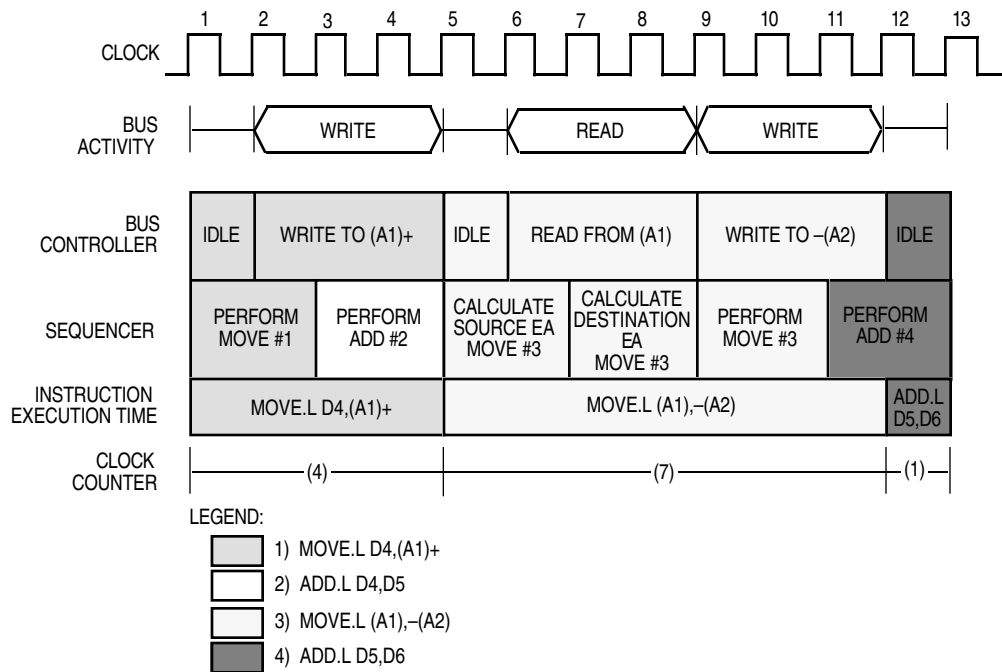 1 2 3 4 5 6 7 8 9 10 11 12 13
CLOCK
BUS
ACTIVITY
WRITE
READ
WRITE
BUS
CONTROLLER
IDLE
WRITE TO (A1)+
IDLE
READ FROM (A1)
WRITE TO –(A2)
IDLE
SEQUENCER
PERFORM
MOVE #1
PERFORM
ADD #2
CALCULATE
SOURCE EA
MOVE #3
CALCULATE
DESTINATION
EA
MOVE #3
PERFORM
MOVE #3
PERFORM
ADD #4
INSTRUCTION
EXECUTION TIME
MOVE.L D4,(A1)+
MOVE.L (A1),–(A2)
ADD.L
D5,D6
CLOCK
COUNTER
(4)
(7)
(1)
LEGEND:
1) MOVE.L D4,(A1)+
2) ADD.L D4,D5
3) MOVE.L (A1),–(A2)
4) ADD.L D5,D6